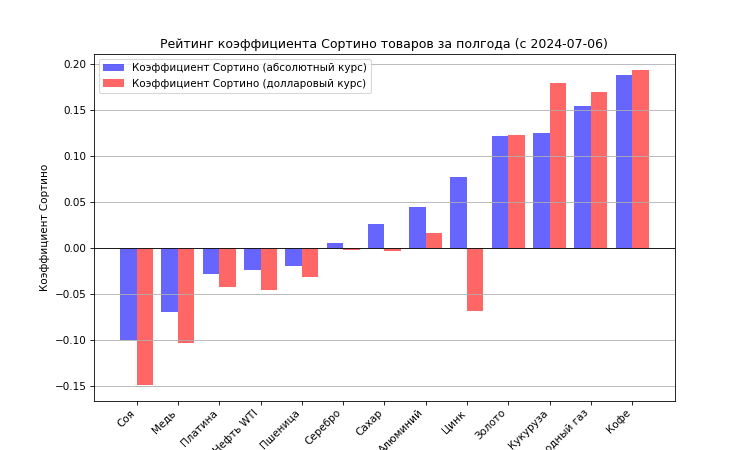 Рейтинг коэффициента Сортино товаров за полгода (с 2024-07-06)
Коэффициент Сортино (абсолютный курс)
Коэффициент Сортино (долларовый курс)
Коэффициент Сортино
0.20
0.15
0.10
0.05
0.00
−0.05
−0.10
−0.15
Соя
Медь
Платина
Нефть WTI
Пшеница
Серебро
Сахар
Алюминий
Цинк
Золото
Кукуруза
одный газ
Кофе